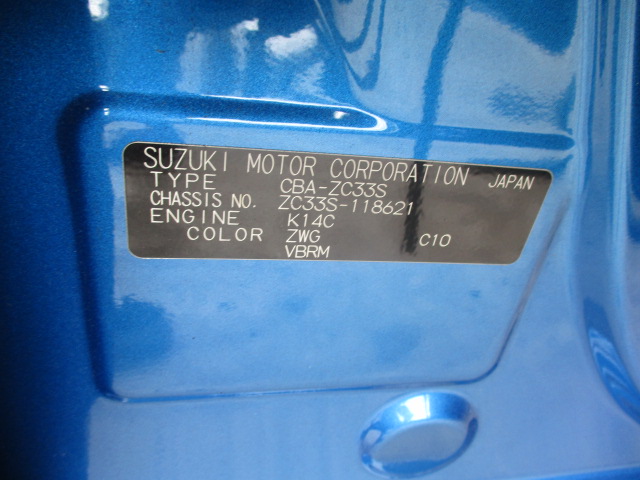 SUZUKI MOTOR CORPORATION JAPAN
TYPE CBA-ZC33S
CHASSIS NO. ZC33S-118621
ENGINE K14C
COLOR ZWG C10
VBRM